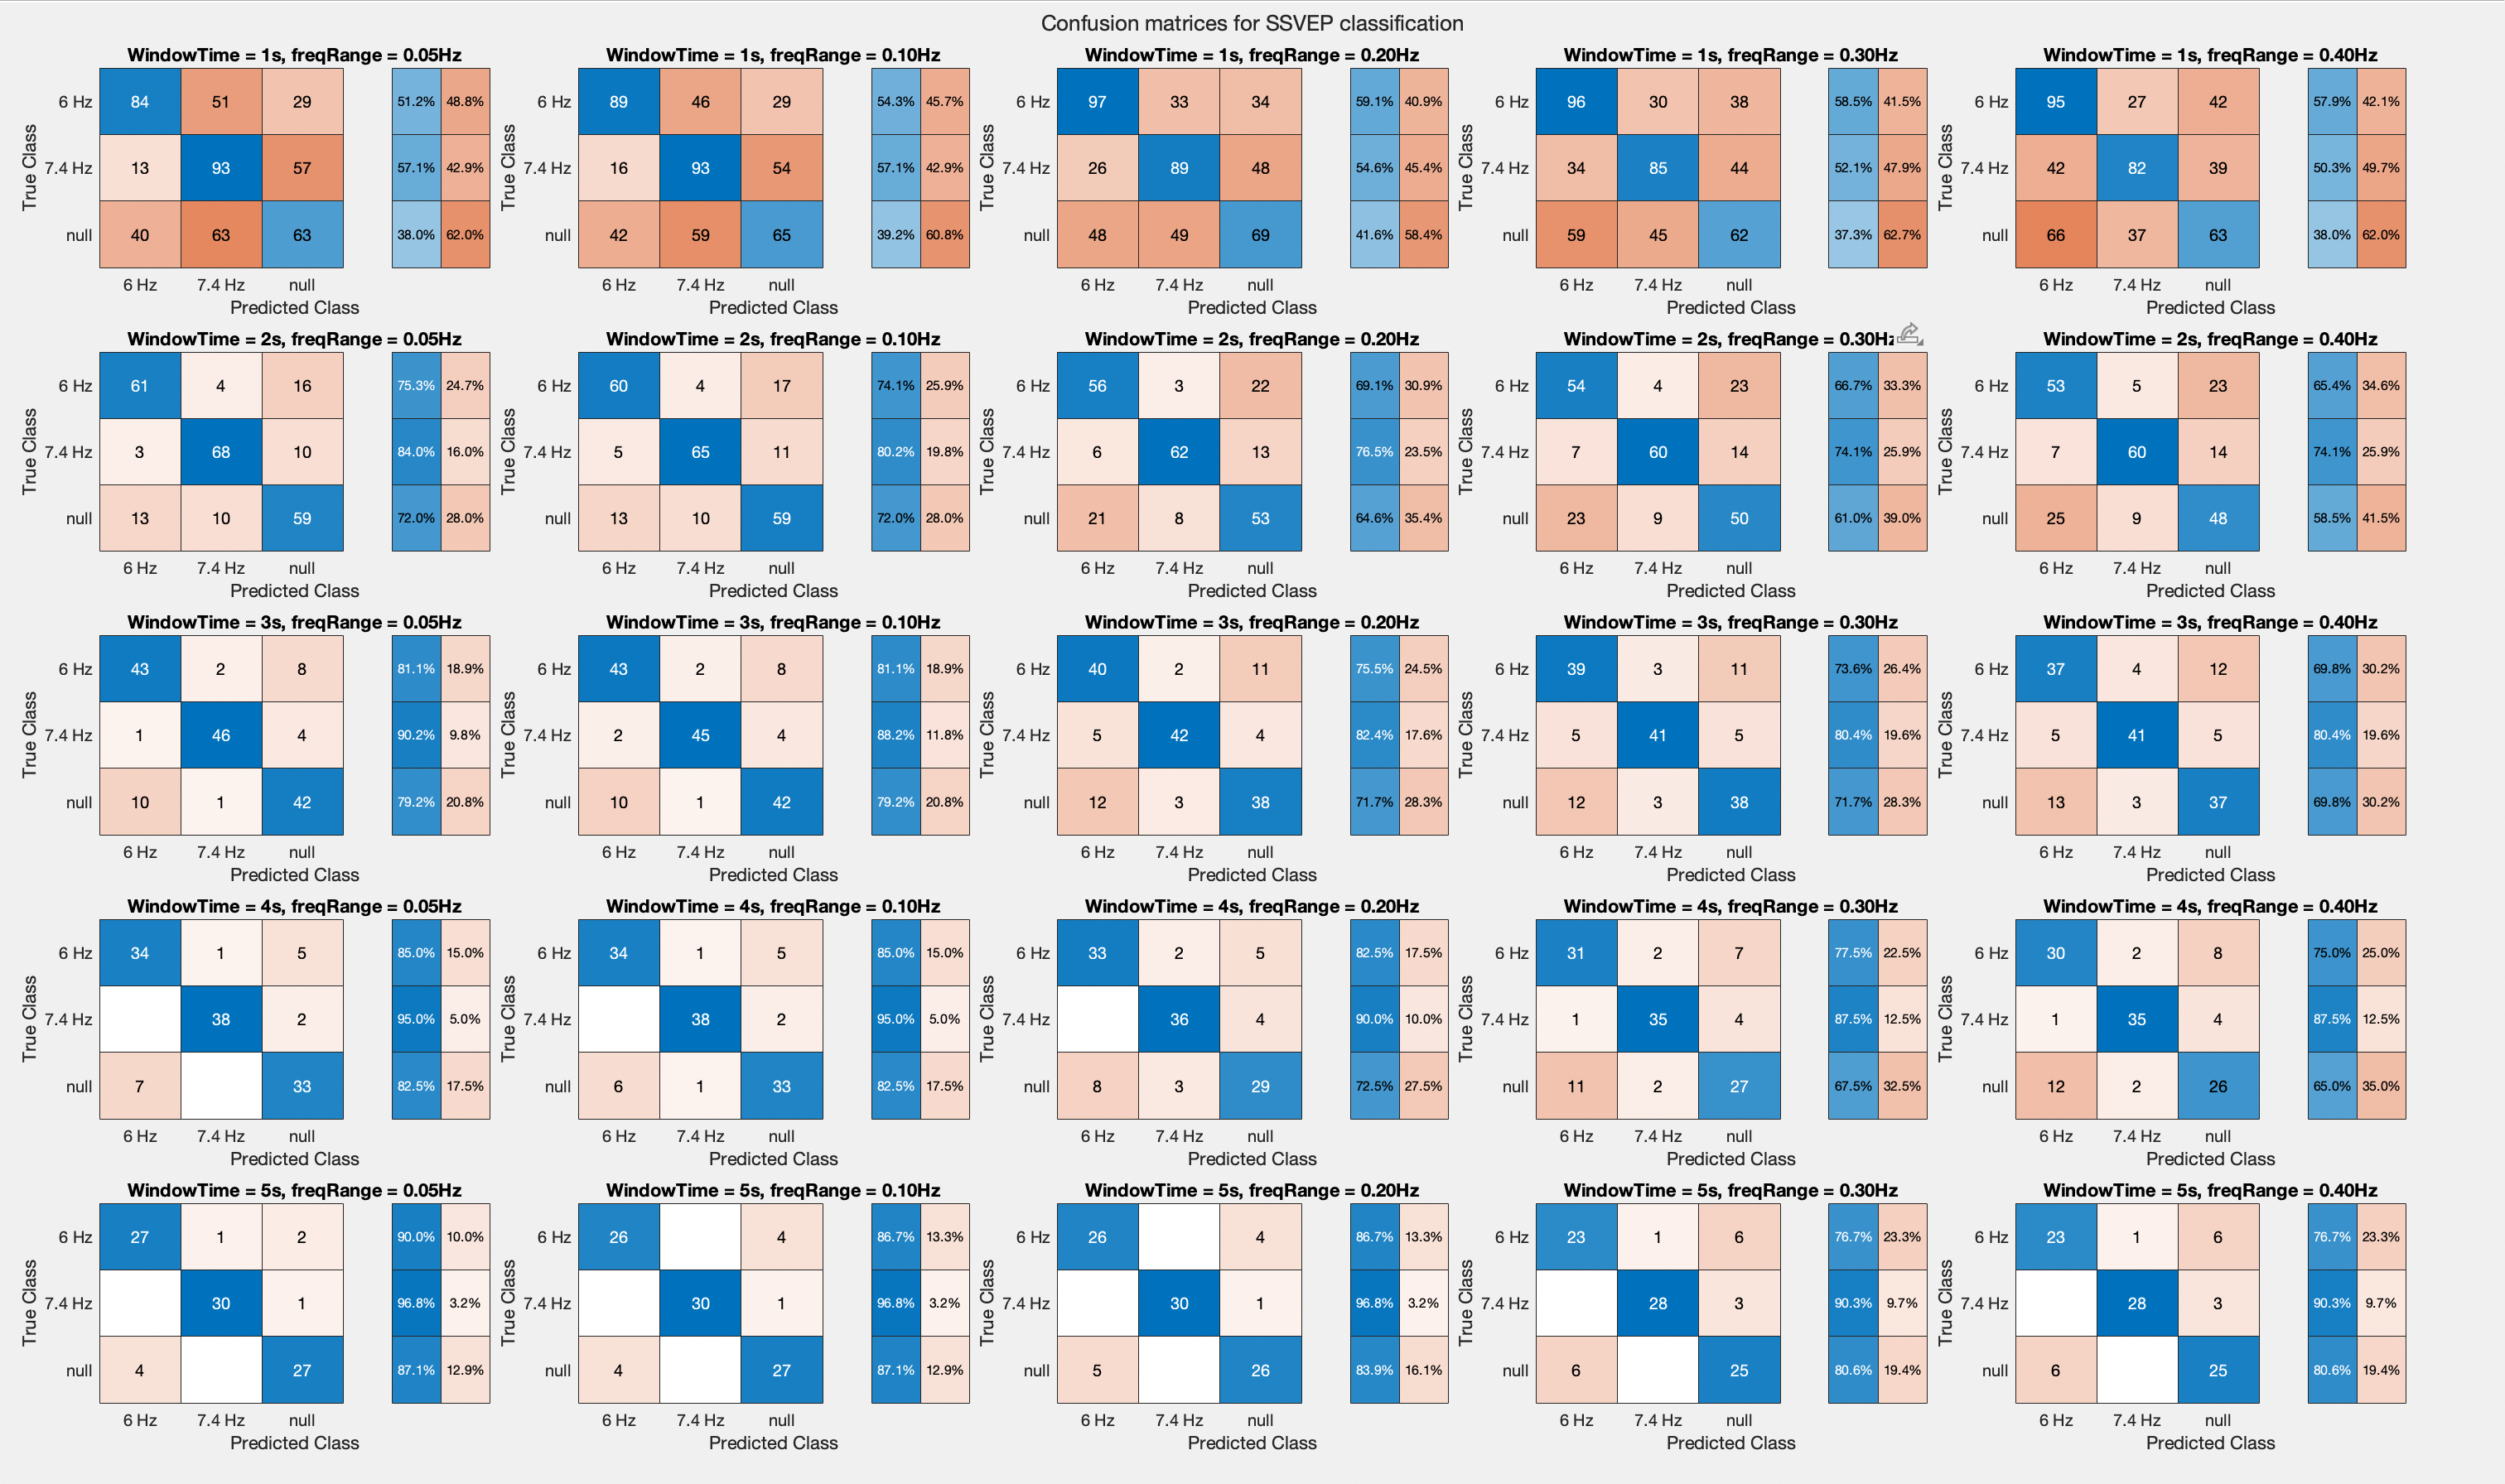 Confusion matrices for SSVEP classification
WindowTime = 1s, freqRange = 0.05Hz
True Class
6 Hz 84 51 29 51.2% 48.8%
7.4 Hz 13 93 57 57.1% 42.9%
null 40 63 63 38.0% 62.0%
6 Hz 7.4 Hz null
Predicted Class
WindowTime = 1s, freqRange = 0.10Hz
True Class
6 Hz 89 46 29 54.3% 45.7%
7.4 Hz 16 93 54 57.1% 42.9%
null 42 59 65 39.2% 60.8%
6 Hz 7.4 Hz null
Predicted Class
WindowTime = 1s, freqRange = 0.20Hz
True Class
6 Hz 97 33 34 59.1% 40.9%
7.4 Hz 26 89 48 54.6% 45.4%
null 48 49 69 41.6% 58.4%
6 Hz 7.4 Hz null
Predicted Class
WindowTime = 1s, freqRange = 0.30Hz
True Class
6 Hz 96 30 38 58.5% 41.5%
7.4 Hz 34 85 44 52.1% 47.9%
null 59 45 62 37.3% 62.7%
6 Hz 7.4 Hz null
Predicted Class
WindowTime = 1s, freqRange = 0.40Hz
True Class
6 Hz 95 27 42 57.9% 42.1%
7.4 Hz 42 82 39 50.3% 49.7%
null 66 37 63 38.0% 62.0%
6 Hz 7.4 Hz null
Predicted Class
WindowTime = 2s, freqRange = 0.05Hz
True Class
6 Hz 61 4 16 75.3% 24.7%
7.4 Hz 3 68 10 84.0% 16.0%
null 13 10 59 72.0% 28.0%
6 Hz 7.4 Hz null
Predicted Class
WindowTime = 2s, freqRange = 0.10Hz
True Class
6 Hz 60 4 17 74.1% 25.9%
7.4 Hz 5 65 11 80.2% 19.8%
null 13 10 59 72.0% 28.0%
6 Hz 7.4 Hz null
Predicted Class
WindowTime = 2s, freqRange = 0.20Hz
True Class
6 Hz 56 3 22 69.1% 30.9%
7.4 Hz 6 62 13 76.5% 23.5%
null 21 8 53 64.6% 35.4%
6 Hz 7.4 Hz null
Predicted Class
WindowTime = 2s, freqRange = 0.30Hz
True Class
6 Hz 54 4 23 66.7% 33.3%
7.4 Hz 7 60 14 74.1% 25.9%
null 23 9 50 61.0% 39.0%
6 Hz 7.4 Hz null
Predicted Class
WindowTime = 2s, freqRange = 0.40Hz
True Class
6 Hz 53 5 23 65.4% 34.6%
7.4 Hz 7 60 14 74.1% 25.9%
null 25 9 48 58.5% 41.5%
6 Hz 7.4 Hz null
Predicted Class
WindowTime = 3s, freqRange = 0.05Hz
True Class
6 Hz 43 2 8 81.1% 18.9%
7.4 Hz 1 46 4 90.2% 9.8%
null 10 1 42 79.2% 20.8%
6 Hz 7.4 Hz null
Predicted Class
WindowTime = 3s, freqRange = 0.10Hz
True Class
6 Hz 43 2 8 81.1% 18.9%
7.4 Hz 2 45 4 88.2% 11.8%
null 10 1 42 79.2% 20.8%
6 Hz 7.4 Hz null
Predicted Class
WindowTime = 3s, freqRange = 0.20Hz
True Class
6 Hz 40 2 11 75.5% 24.5%
7.4 Hz 5 42 4 82.4% 17.6%
null 12 3 38 71.7% 28.3%
6 Hz 7.4 Hz null
Predicted Class
WindowTime = 3s, freqRange = 0.30Hz
True Class
6 Hz 39 3 11 73.6% 26.4%
7.4 Hz 5 41 5 80.4% 19.6%
null 12 3 38 71.7% 28.3%
6 Hz 7.4 Hz null
Predicted Class
WindowTime = 3s, freqRange = 0.40Hz
True Class
6 Hz 37 4 12 69.8% 30.2%
7.4 Hz 5 41 5 80.4% 19.6%
null 13 3 37 69.8% 30.2%
6 Hz 7.4 Hz null
Predicted Class
WindowTime = 4s, freqRange = 0.05Hz
True Class
6 Hz 34 1 5 85.0% 15.0%
7.4 Hz 38 2 95.0% 5.0%
null 7 33 82.5% 17.5%
6 Hz 7.4 Hz null
Predicted Class
WindowTime = 4s, freqRange = 0.10Hz
True Class
6 Hz 34 1 5 85.0% 15.0%
7.4 Hz 38 2 95.0% 5.0%
null 6 1 33 82.5% 17.5%
6 Hz 7.4 Hz null
Predicted Class
WindowTime = 4s, freqRange = 0.20Hz
True Class
6 Hz 33 2 5 82.5% 17.5%
7.4 Hz 36 4 90.0% 10.0%
null 8 3 29 72.5% 27.5%
6 Hz 7.4 Hz null
Predicted Class
WindowTime = 4s, freqRange = 0.30Hz
True Class
6 Hz 31 2 7 77.5% 22.5%
7.4 Hz 1 35 4 87.5% 12.5%
null 11 2 27 67.5% 32.5%
6 Hz 7.4 Hz null
Predicted Class
WindowTime = 4s, freqRange = 0.40Hz
True Class
6 Hz 30 2 8 75.0% 25.0%
7.4 Hz 1 35 4 87.5% 12.5%
null 12 2 26 65.0% 35.0%
6 Hz 7.4 Hz null
Predicted Class
WindowTime = 5s, freqRange = 0.05Hz
True Class
6 Hz 27 1 2 90.0% 10.0%
7.4 Hz 30 1 96.8% 3.2%
null 4 27 87.1% 12.9%
6 Hz 7.4 Hz null
Predicted Class
WindowTime = 5s, freqRange = 0.10Hz
True Class
6 Hz 26 4 86.7% 13.3%
7.4 Hz 30 1 96.8% 3.2%
null 4 27 87.1% 12.9%
6 Hz 7.4 Hz null
Predicted Class
WindowTime = 5s, freqRange = 0.20Hz
True Class
6 Hz 26 4 86.7% 13.3%
7.4 Hz 30 1 96.8% 3.2%
null 5 26 83.9% 16.1%
6 Hz 7.4 Hz null
Predicted Class
WindowTime = 5s, freqRange = 0.30Hz
True Class
6 Hz 23 1 6 76.7% 23.3%
7.4 Hz 28 3 90.3% 9.7%
null 6 25 80.6% 19.4%
6 Hz 7.4 Hz null
Predicted Class
WindowTime = 5s, freqRange = 0.40Hz
True Class
6 Hz 23 1 6 76.7% 23.3%
7.4 Hz 28 3 90.3% 9.7%
null 6 25 80.6% 19.4%
6 Hz 7.4 Hz null
Predicted Class